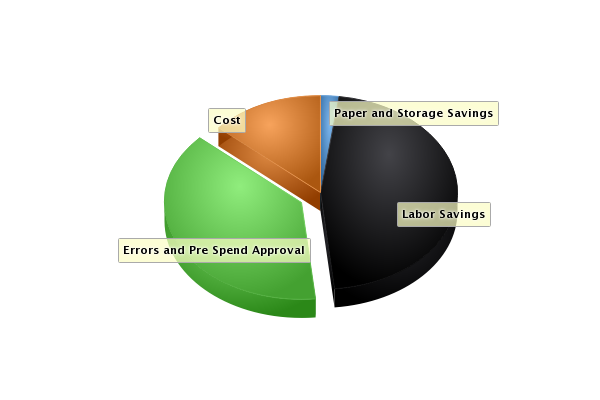 Paper and Storage Savings
Cost
Labor Savings
Errors and Pre Spend Approval